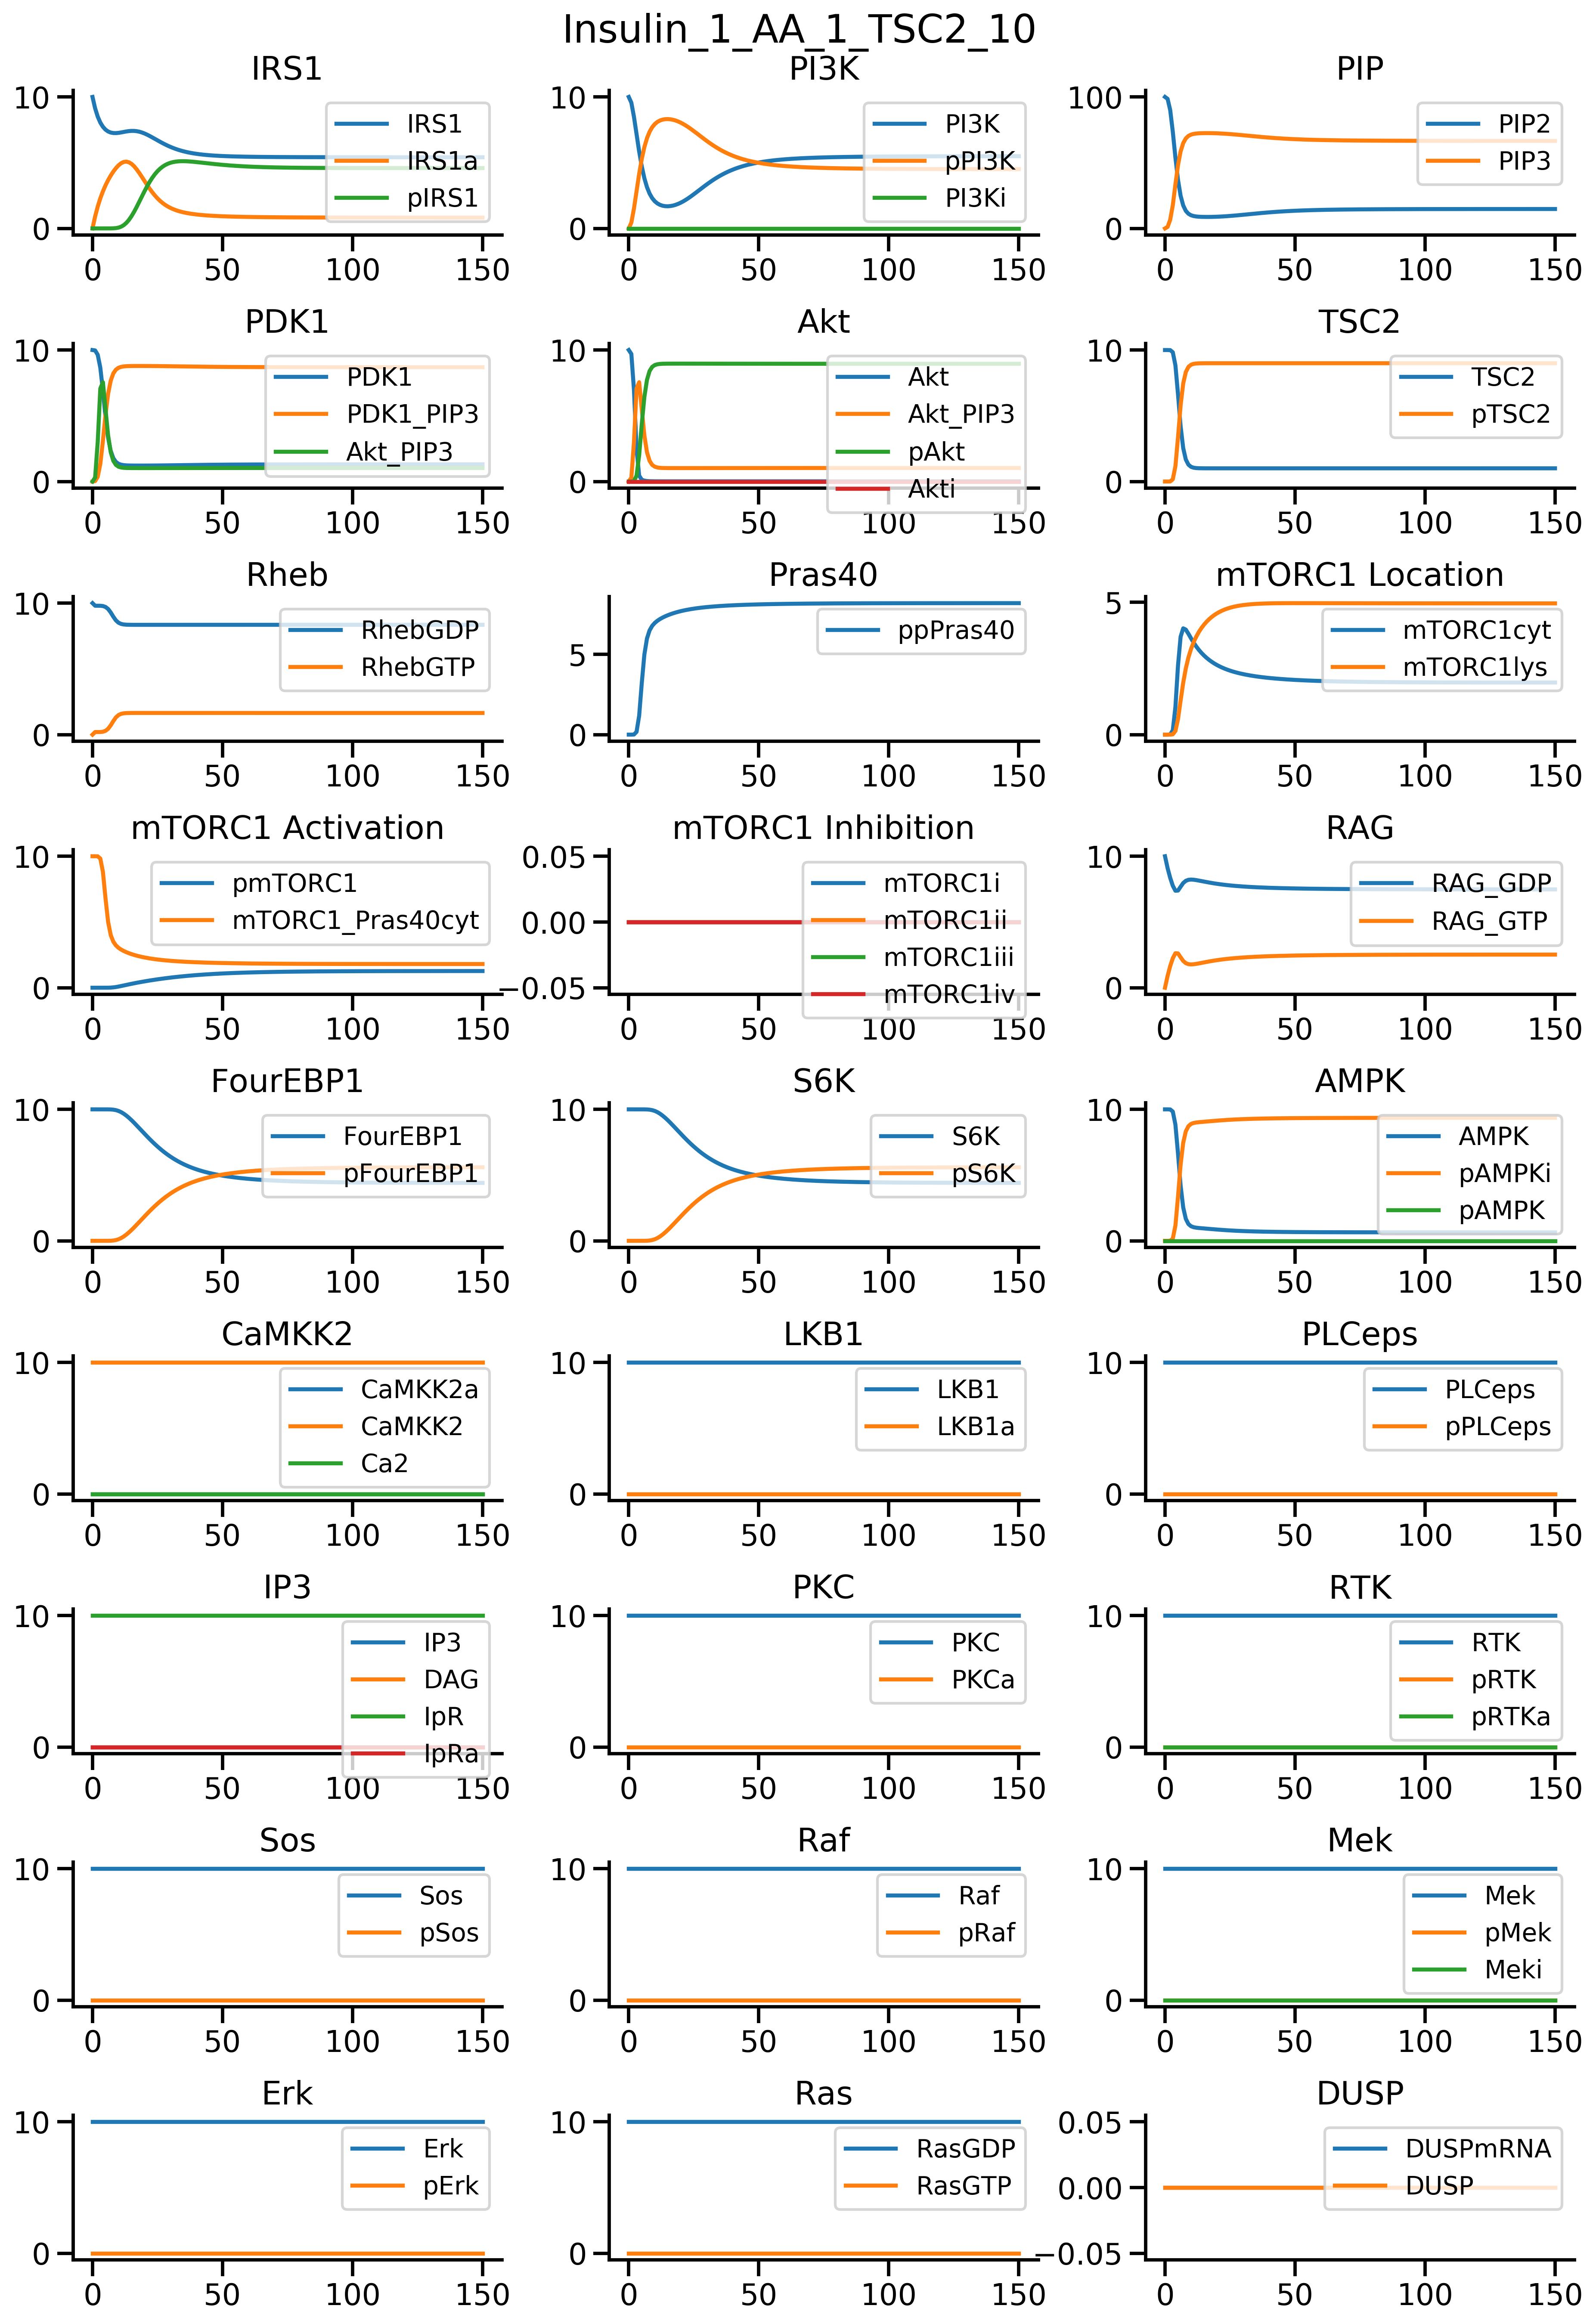 Insulin_1_AA_1_TSC2_10
IRS1
10
0
0 50 100 150
IRS1
IRS1a
pIRS1
PI3K
10
0
0 50 100 150
PI3K
pPI3K
PI3Ki
PIP
100
0
0 50 100 150
PIP2
PIP3
PDK1
10
0
0 50 100 150
PDK1
PDK1_PIP3
Akt_PIP3
Akt
10
0
0 50 100 150
Akt
Akt_PIP3
pAkt
Akti
TSC2
10
0
0 50 100 150
TSC2
pTSC2
Rheb
10
0
0 50 100 150
RhebGDP
RhebGTP
Pras40
5
0
0 50 100 150
ppPras40
mTORC1 Location
5
0
0 50 100 150
mTORC1cyt
mTORC1lys
mTORC1 Activation
10
0
0 50 100 150
pmTORC1
mTORC1_Pras40cyt
mTORC1 Inhibition
0.05
0.00
−0.05
0 50 100 150
mTORC1i
mTORC1ii
mTORC1iii
mTORC1iv
RAG
10
0
0 50 100 150
RAG_GDP
RAG_GTP
FourEBP1
10
0
0 50 100 150
FourEBP1
pFourEBP1
S6K
10
0
0 50 100 150
S6K
pS6K
AMPK
10
0
0 50 100 150
AMPK
pAMPKi
pAMPK
CaMKK2
10
0
0 50 100 150
CaMKK2a
CaMKK2
Ca2
LKB1
10
0
0 50 100 150
LKB1
LKB1a
PLCeps
10
0
0 50 100 150
PLCeps
pPLCeps
IP3
10
0
0 50 100 150
IP3
DAG
IpR
IpRa
PKC
10
0
0 50 100 150
PKC
PKCa
RTK
10
0
0 50 100 150
RTK
pRTK
pRTKa
Sos
10
0
0 50 100 150
Sos
pSos
Raf
10
0
0 50 100 150
Raf
pRaf
Mek
10
0
0 50 100 150
Mek
pMek
Meki
Erk
10
0
0 50 100 150
Erk
pErk
Ras
10
0
0 50 100 150
RasGDP
RasGTP
DUSP
0.05
0.00
−0.05
0 50 100 150
DUSPmRNA
DUSP